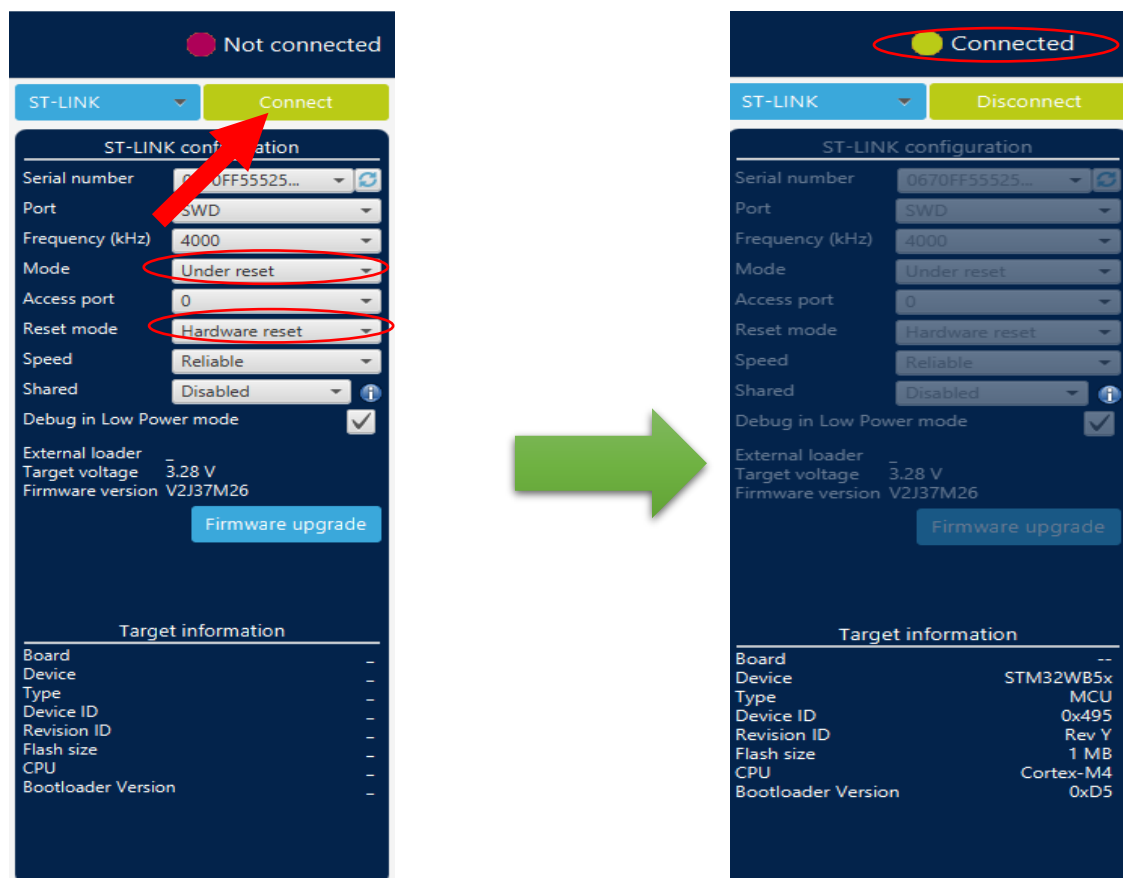 Not connected
ST-LINK Connect
ST-LINK configuration
Serial number 0670FF55525...
Port SWD
Frequency (kHz) 4000
Mode Under reset
Access port 0
Reset mode Hardware reset
Speed Reliable
Shared Disabled
Debug in Low Power mode
External loader _
Target voltage 3.28 V
Firmware version V2J37M26
Firmware upgrade
Target information
Board _
Device _
Type _
Device ID _
Revision ID _
Flash size _
CPU _
Bootloader Version _
Connected
ST-LINK Disconnect
ST-LINK configuration
Serial number 0670FF55525...
Port SWD
Frequency (kHz) 4000
Mode Under reset
Access port 0
Reset mode Hardware reset
Speed Reliable
Shared Disabled
Debug in Low Power mode
External loader _
Target voltage 3.28 V
Firmware version V2J37M26
Firmware upgrade
Target information
Board --
Device STM32WB5x
Type MCU
Device ID 0x495
Revision ID Rev Y
Flash size 1 MB
CPU Cortex-M4
Bootloader Version 0xD5